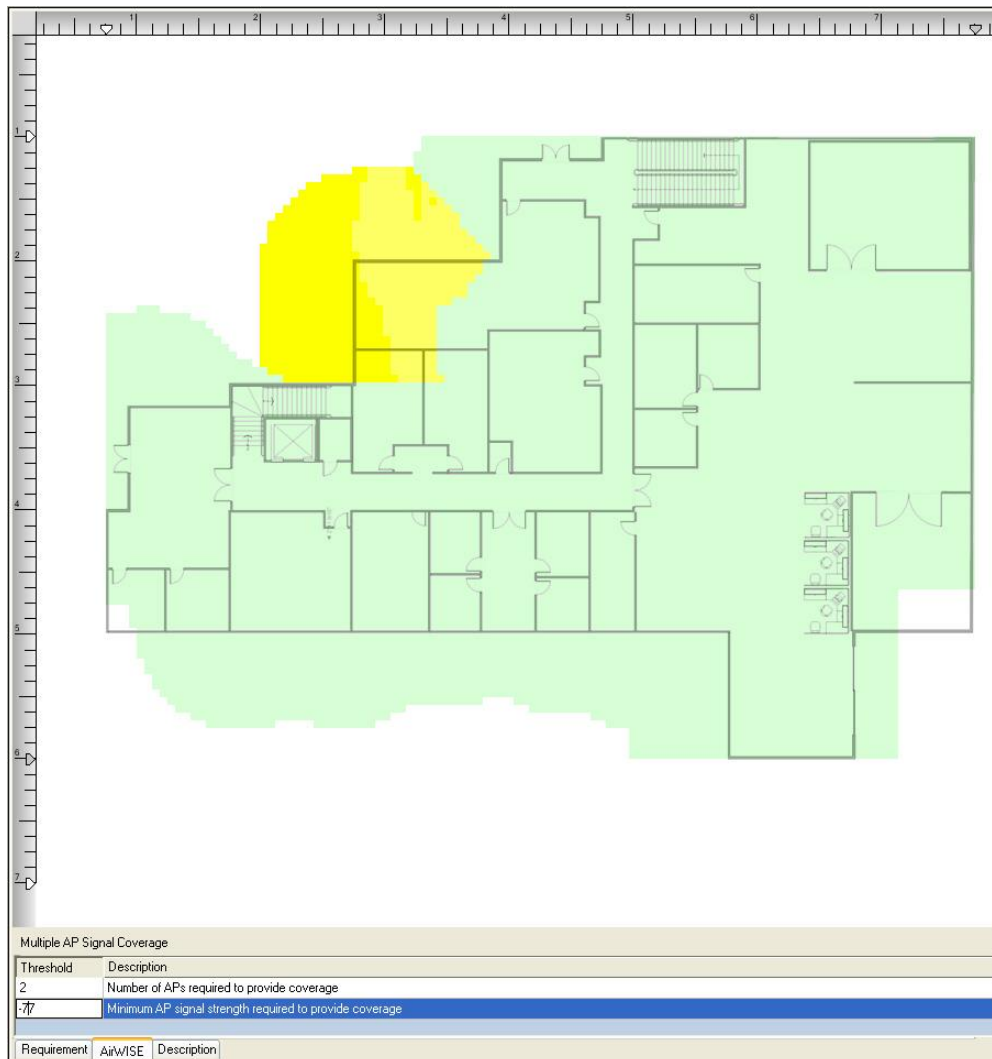 1 2 3 4 5 6 7
1
2
3
4
5
6
7
Multiple AP Signal Coverage
Threshold Description
2 Number of APs required to provide coverage
-77 Minimum AP signal strength required to provide coverage
Requirement AirWISE Description